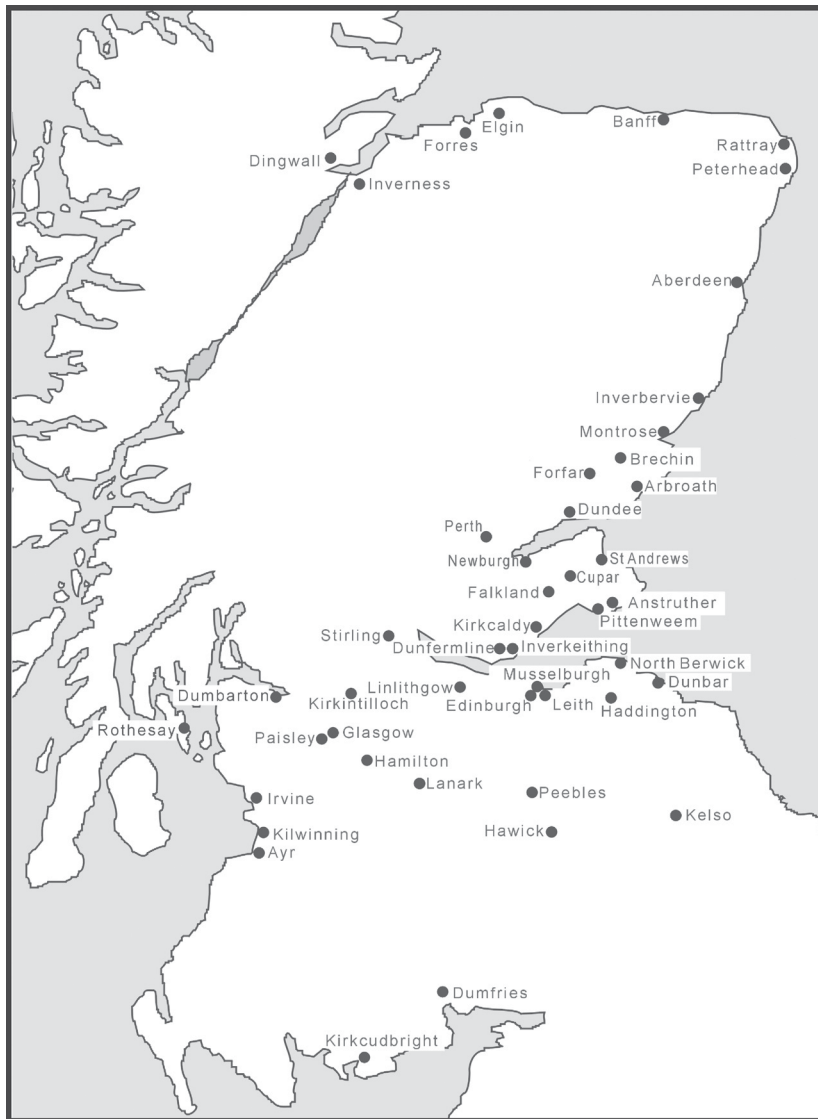 Elgin
Banff
Forres
Rattray
Dingwall
Peterhead
Inverness
Aberdeen
Inverbervie
Montrose
Brechin
Forfar
Arbroath
Dundee
Perth
Newburgh
St Andrews
Cupar
Falkland
Anstruther
Pittenweem
Kirkcaldy
Stirling
Dunfermline
Inverkeithing
North Berwick
Musselburgh
Dunbar
Linlithgow
Dumbarton
Kirkintilloch
Edinburgh
Leith
Haddington
Rothesay
Glasgow
Paisley
Hamilton
Lanark
Peebles
Irvine
Kelso
Kilwinning
Hawick
Ayr
Dumfries
Kirkcudbright